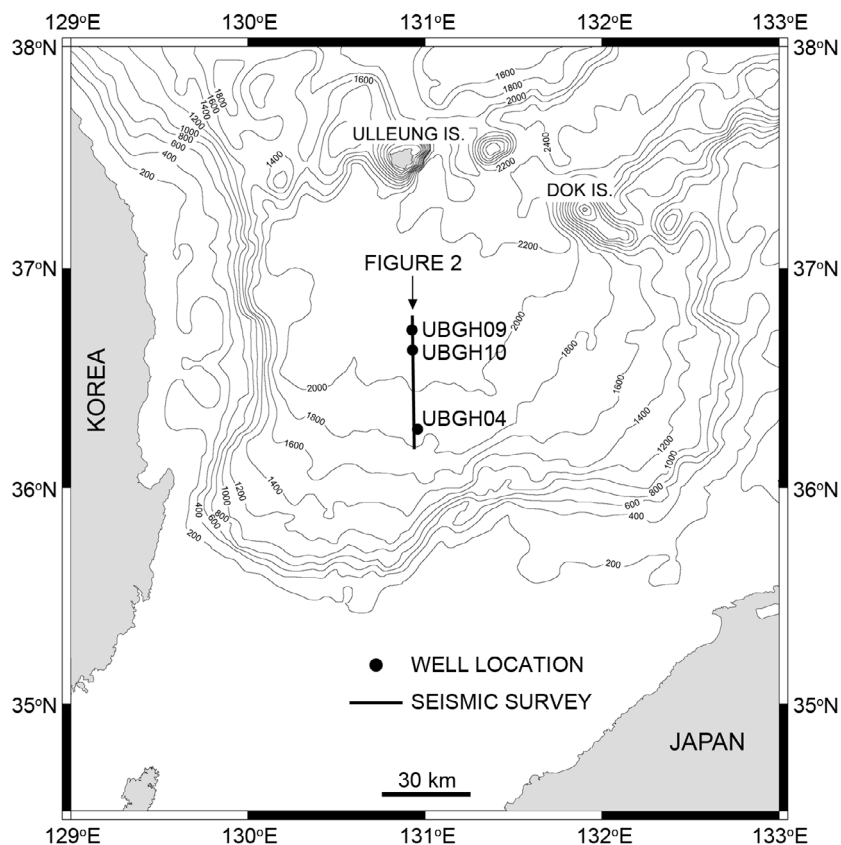 129°E 130°E 131°E 132°E 133°E
38°N 38°N
1600
1800
2000
1600
1800
1600
1400
1200
1000
800
600
400
200
ULLEUNG IS.
2400
1400
2200
DOK IS.
2200
37°N 37°N
FIGURE 2
UBGH09
UBGH10
2000
1800
KOREA
2000
1600
1800
UBGH04
1400
1600
1200
1000
36°N 36°N
1400
1200
1000
800
600
400
800
600
400
200
400
200
WELL LOCATION
SEISMIC SURVEY
35°N 35°N
JAPAN
30 km
129°E 130°E 131°E 132°E 133°E